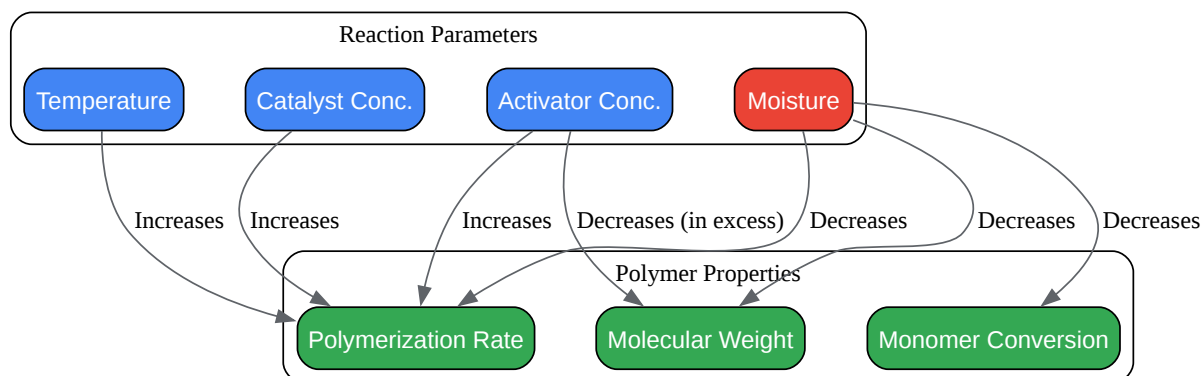 Reaction Parameters
Temperature
Catalyst Conc.
Activator Conc.
Moisture
Increases
Increases
Increases
Decreases (in excess)
Decreases
Decreases
Decreases
Polymer Properties
Polymerization Rate
Molecular Weight
Monomer Conversion